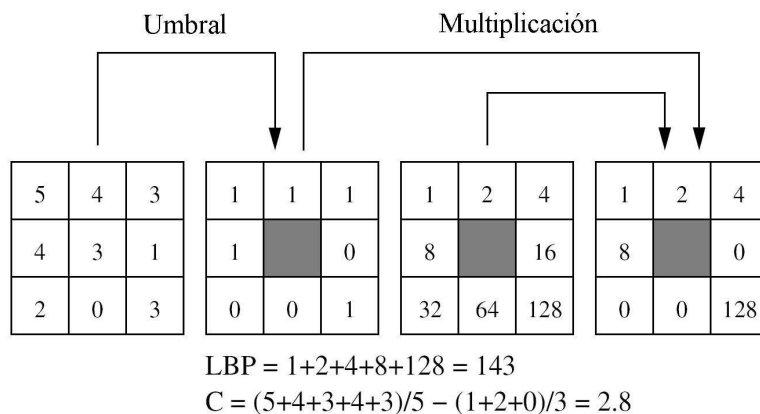 Umbral Multiplicación
5 4 3 1 1 1 1 2 4 1 2 4
4 3 1 1 0 8 16 8 0
2 0 3 0 0 1 32 64 128 0 0 128
LBP = 1+2+4+8+128 = 143
C = (5+4+3+4+3)/5 − (1+2+0)/3 = 2.8